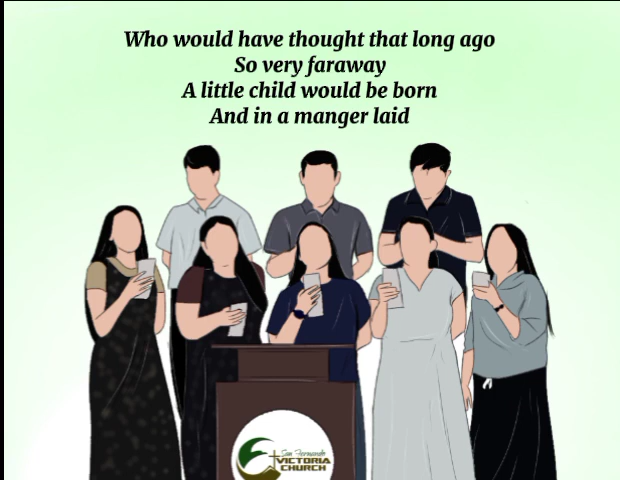 Who would have thought that long ago
So very faraway
A little child would be born
And in a manger laid
San Fernando
VICTORIA
CHURCH